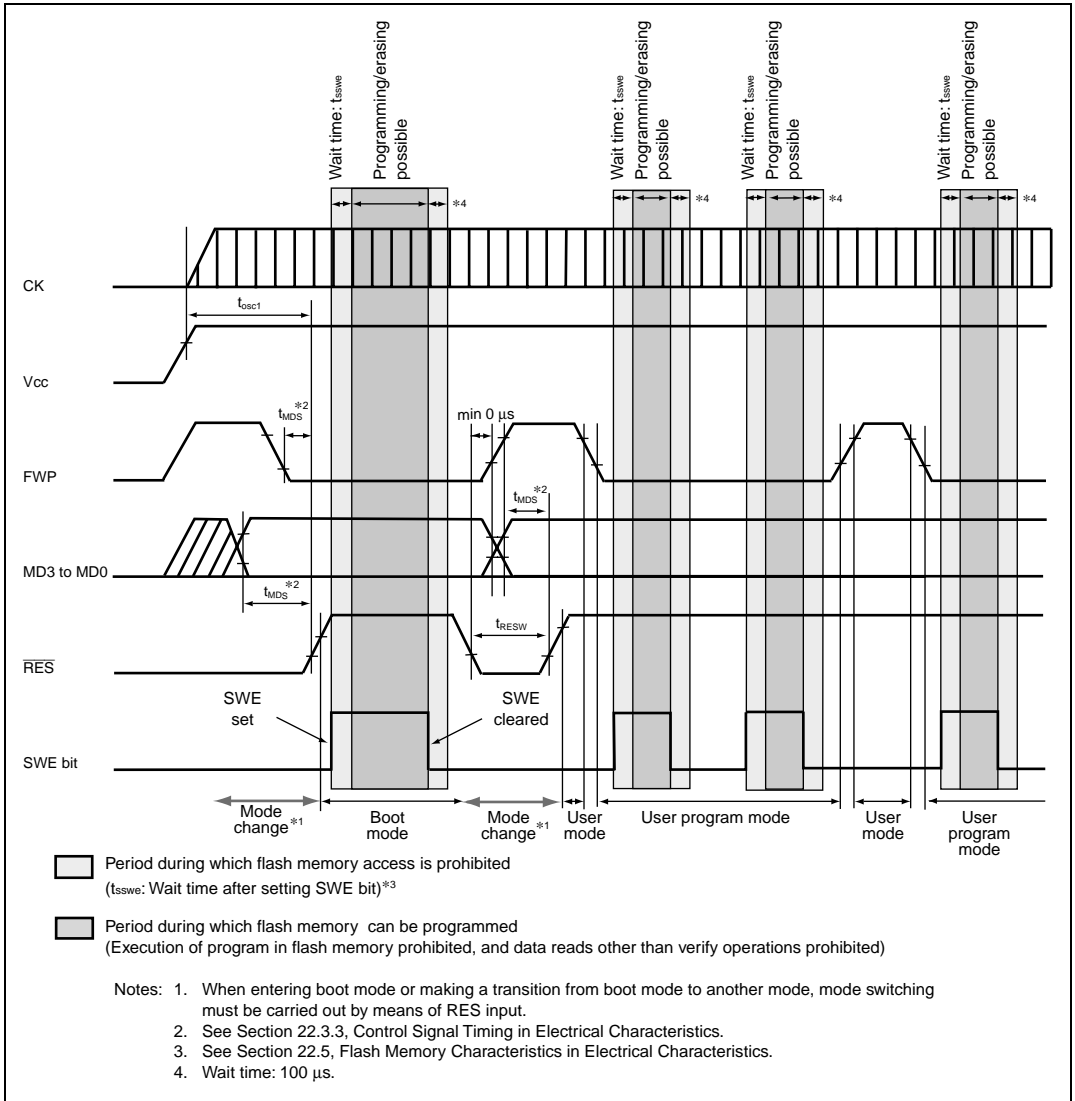 Wait time: tsswe
Programming/erasing
possible
Wait time: tsswe
Programming/erasing
possible
Wait time: tsswe
Programming/erasing
possible
Wait time: tsswe
Programming/erasing
possible
*4
*4
*4
*4
CK
tosc1
Vcc
tMDS*2
min 0 μs
FWP
tMDS*2
MD3 to MD0
tMDS*2
tRESW
RES
SWE
set
SWE
cleared
SWE bit
Mode
change*1
Boot
mode
Mode
change*1
User
mode
User program mode
User
mode
User
program
mode
Period during which flash memory access is prohibited
(tsswe: Wait time after setting SWE bit)*3
Period during which flash memory can be programmed
(Execution of program in flash memory prohibited, and data reads other than verify operations prohibited)
Notes: 1. When entering boot mode or making a transition from boot mode to another mode, mode switching
must be carried out by means of RES input.
2. See Section 22.3.3, Control Signal Timing in Electrical Characteristics.
3. See Section 22.5, Flash Memory Characteristics in Electrical Characteristics.
4. Wait time: 100 μs.